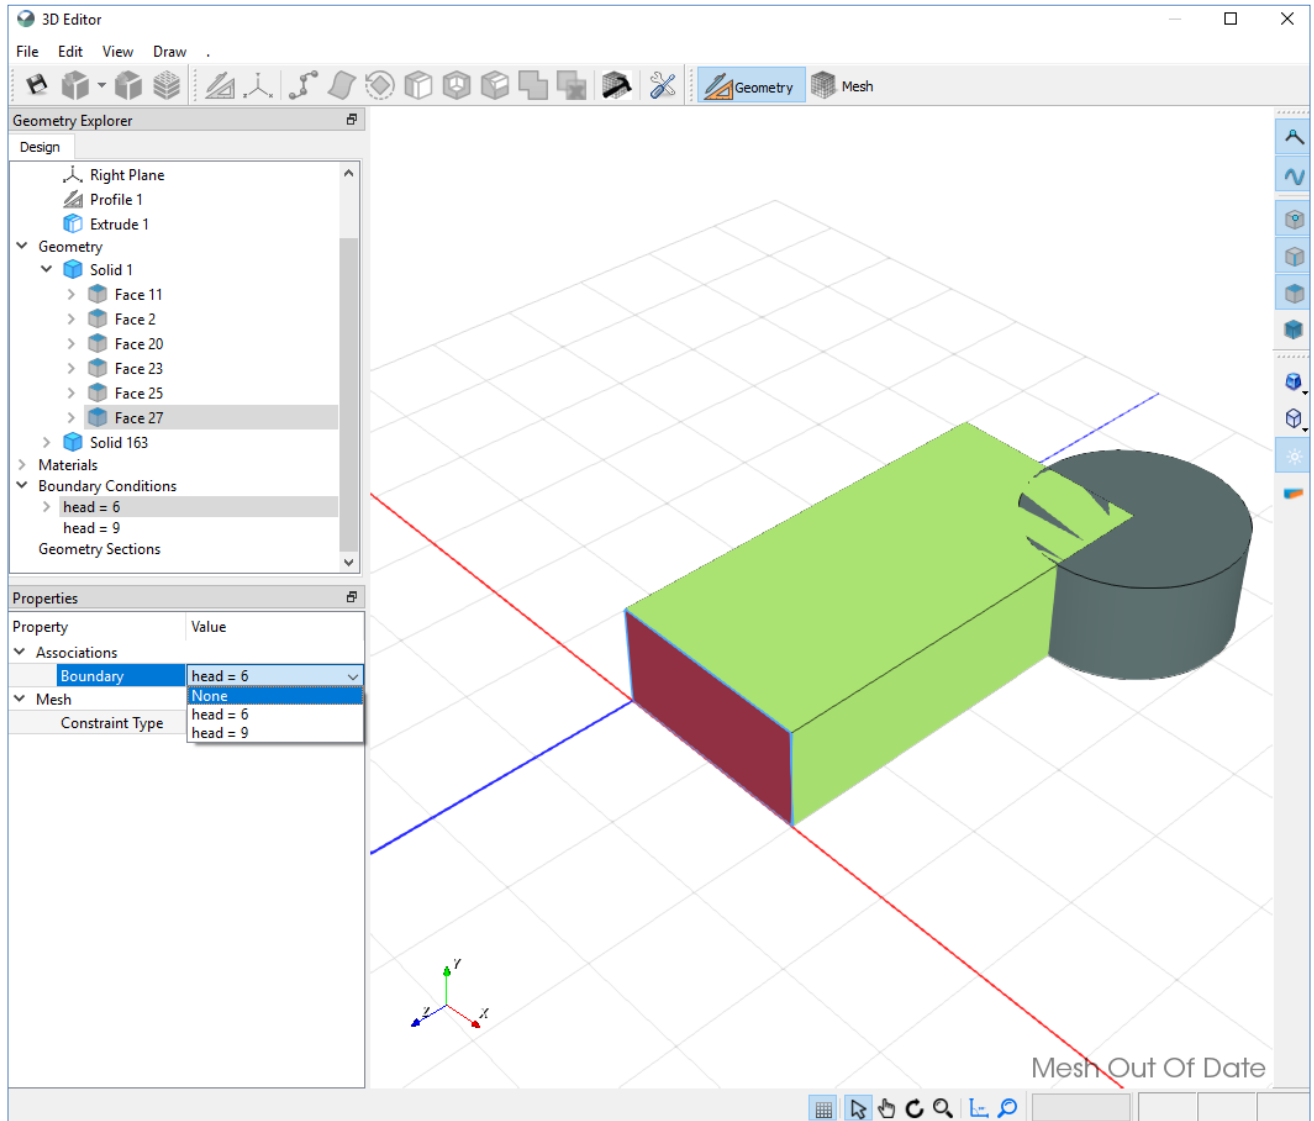 3D Editor
File Edit View Draw .
Geometry Mesh
Geometry Explorer
Design
Right Plane
Profile 1
Extrude 1
Geometry
Solid 1
Face 11
Face 2
Face 20
Face 23
Face 25
Face 27
Solid 163
Materials
Boundary Conditions
head = 6
head = 9
Geometry Sections
Properties
Property Value
Associations
Boundary head = 6
None
Mesh
head = 6
Constraint Type
head = 9
Y
Z
X
Mesh Out Of Date